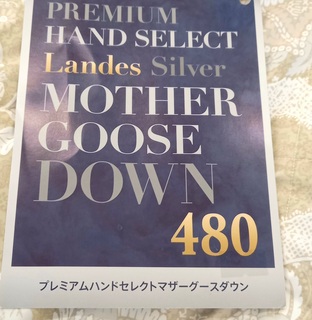 PREMIUM
HAND SELECT
Landes Silver
MOTHER
GOOSE
DOWN
480
プレミアムハンドセレクトマザーグースダウン